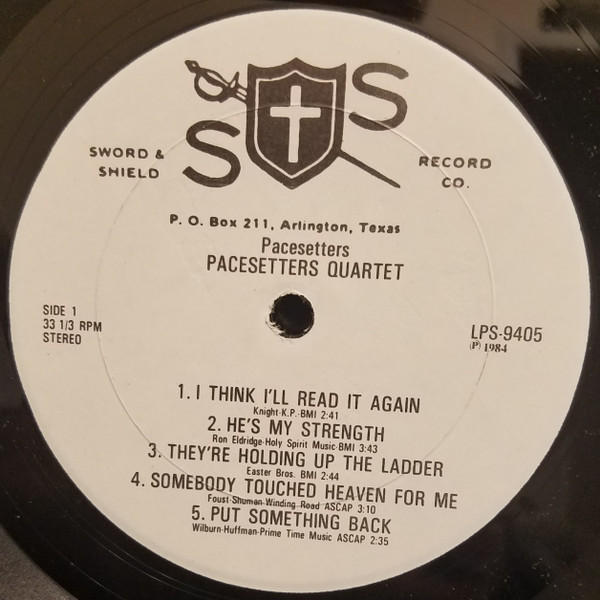 S S
SWORD &
SHIELD
RECORD
CO.
P. O. Box 211, Arlington, Texas
Pacesetters
PACESETTERS QUARTET
SIDE 1
33 1/3 RPM
STEREO
LPS-9405
(P) 1984
1. I THINK I'LL READ IT AGAIN
Knight-K.P.-BMI 2:41
2. HE'S MY STRENGTH
Ron Eldridge-Holy Spirit Music-BMI 3:43
3. THEY'RE HOLDING UP THE LADDER
Easter Bros. BMI 2:44
4. SOMEBODY TOUCHED HEAVEN FOR ME
Foust-Shuman-Winding Road ASCAP 3:10
5. PUT SOMETHING BACK
Wilburn-Huffman-Prime Time Music ASCAP 2:35